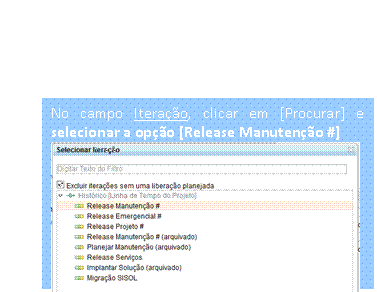 No campo Iteração, clicar em [Procurar] e
selecionar a opção [Release Manutenção #]
Selecionar Iteração
Digitar Texto do Filtro
Excluir iterações sem uma liberação planejada
Histórico [Linha de Tempo do Projeto]
Release Manutenção #
Release Emergencial #
Release Projeto #
Release Manutenção # (arquivado)
Planejar Manutenção (arquivado)
Release Serviços
Implantar Solução (arquivado)
Migração SISOL